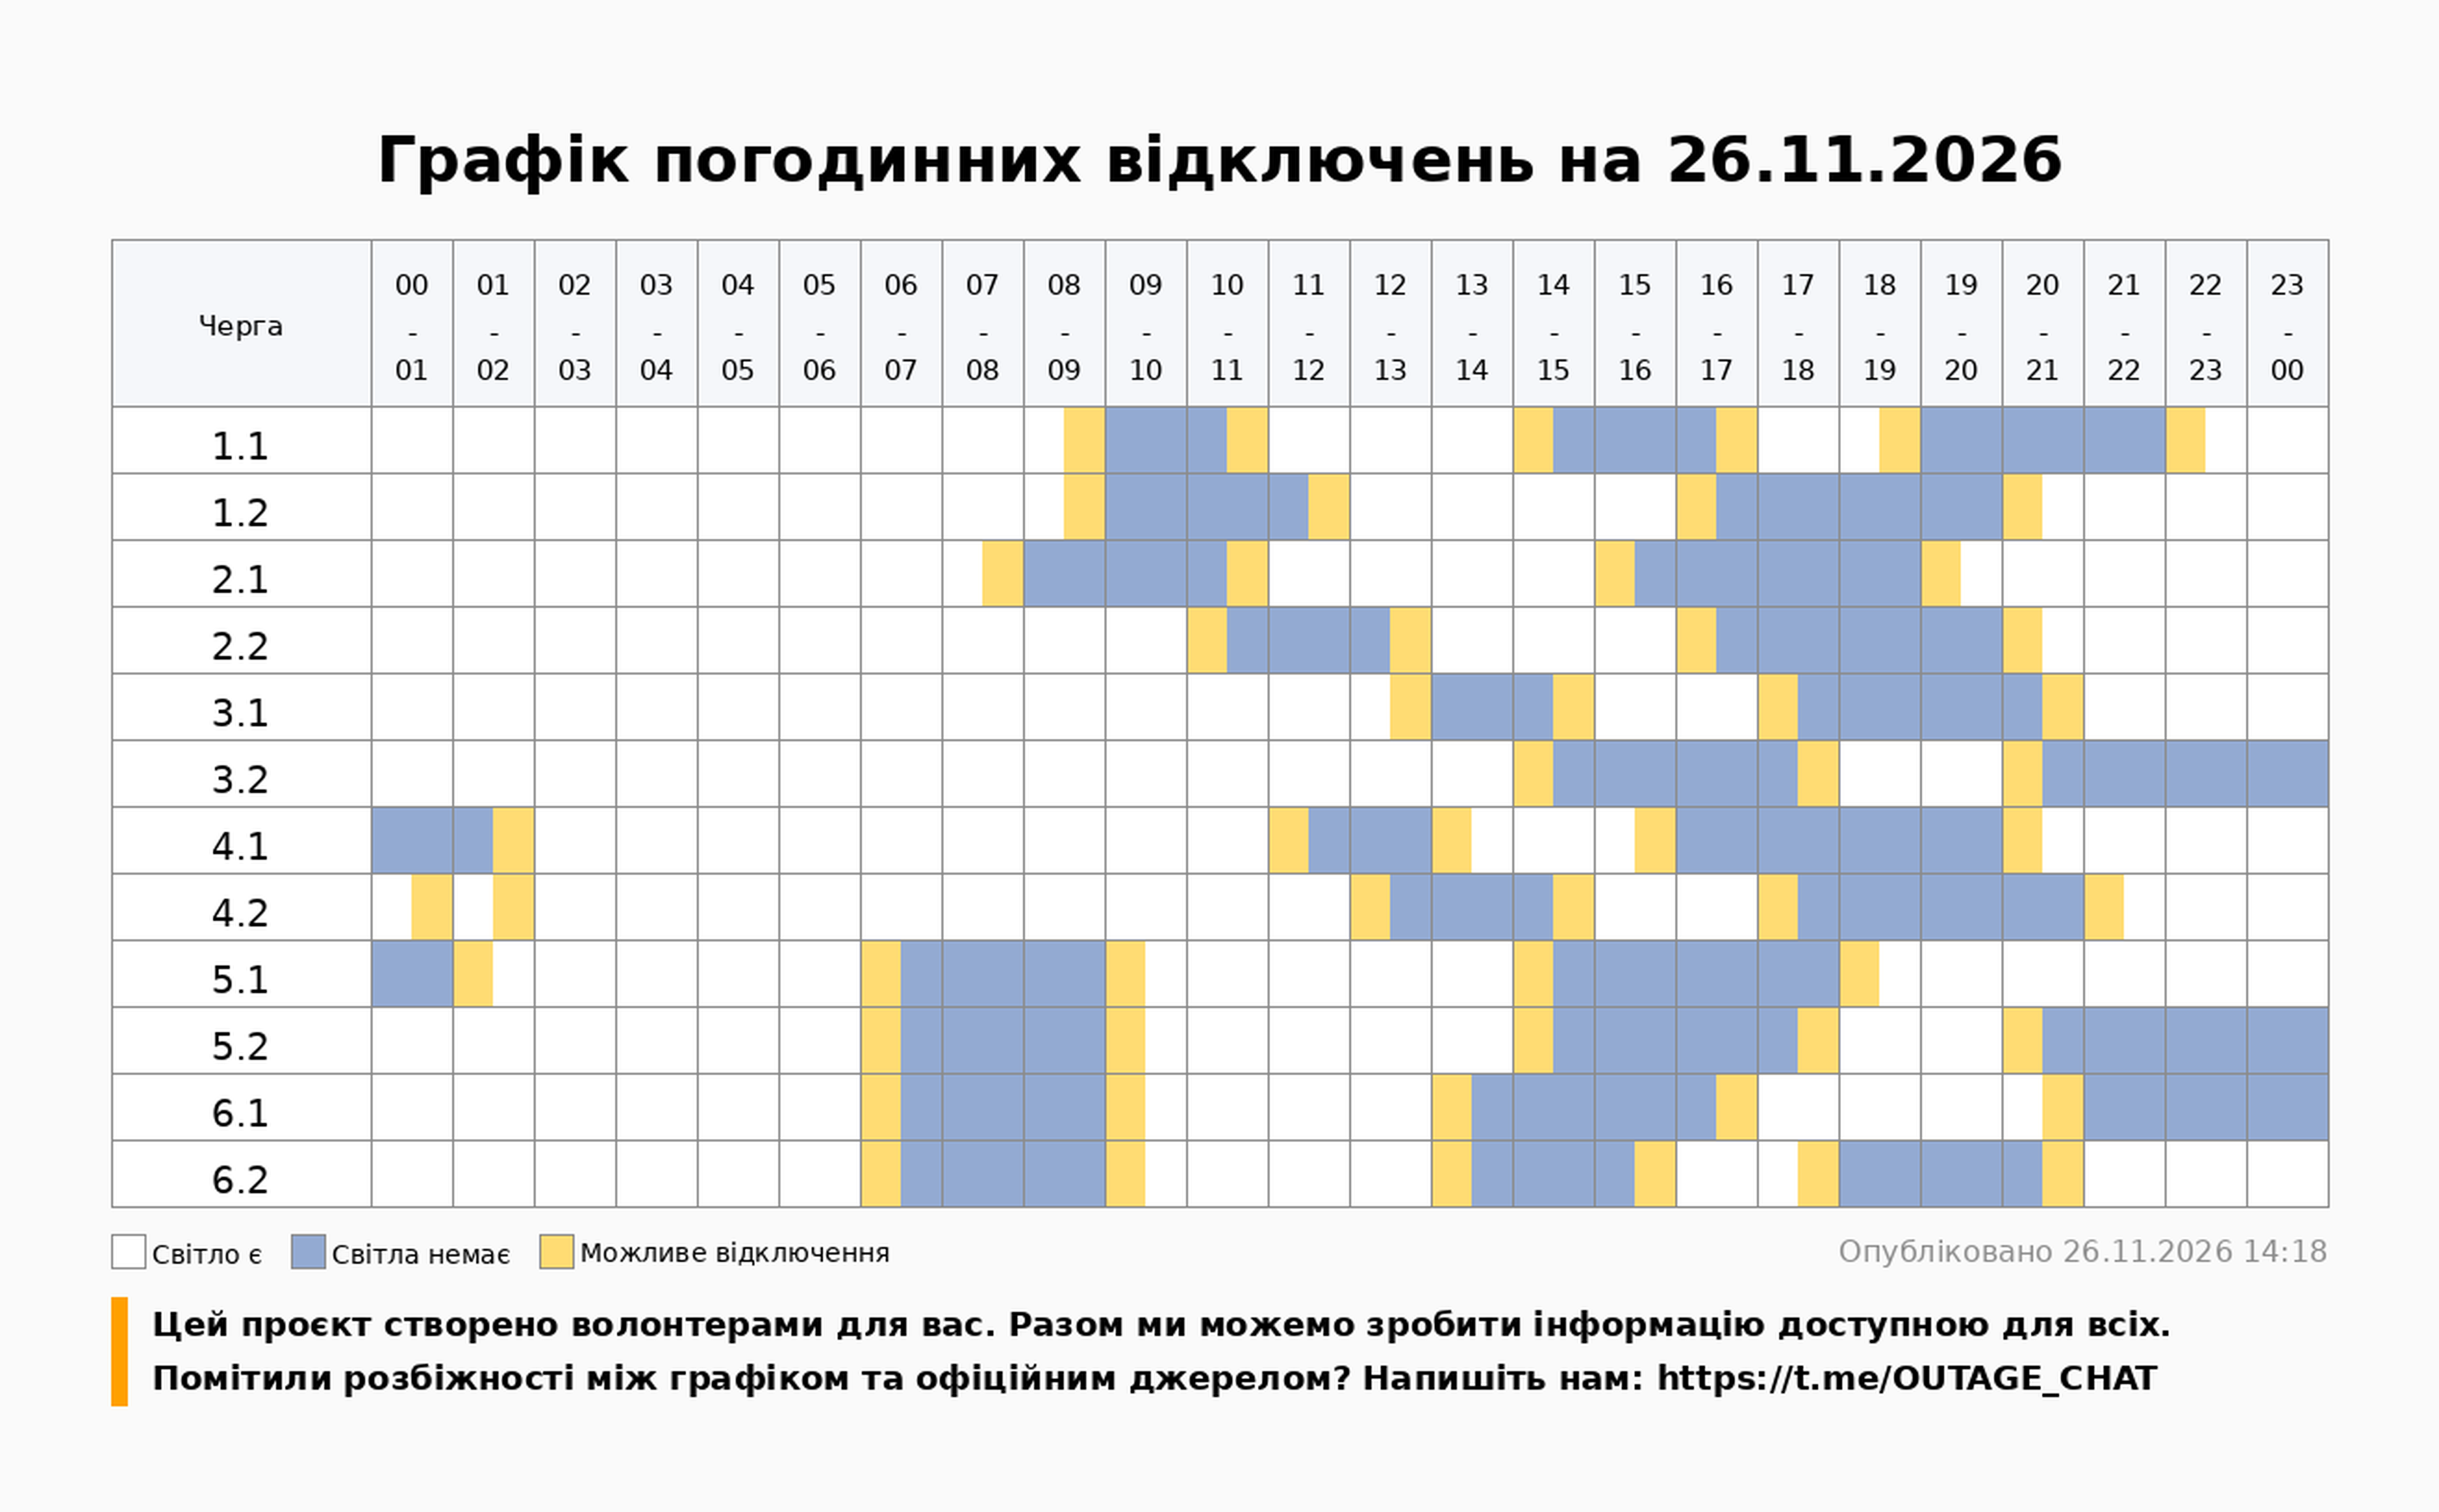 Графік погодинних відключень на 26.11.2026
Черга 00 - 01 01 - 02 02 - 03 03 - 04 04 - 05 05 - 06 06 - 07 07 - 08 08 - 09 09 - 10 10 - 11 11 - 12 12 - 13 13 - 14 14 - 15 15 - 16 16 - 17 17 - 18 18 - 19 19 - 20 20 - 21 21 - 22 22 - 23 23 - 00
1.1
1.2
2.1
2.2
3.1
3.2
4.1
4.2
5.1
5.2
6.1
6.2
Світло є Світла немає Можливе відключення Опубліковано 26.11.2026 14:18
Цей проєкт створено волонтерами для вас. Разом ми можемо зробити інформацію доступною для всіх.
Помітили розбіжності між графіком та офіційним джерелом? Напишіть нам: https://t.me/OUTAGE_CHAT